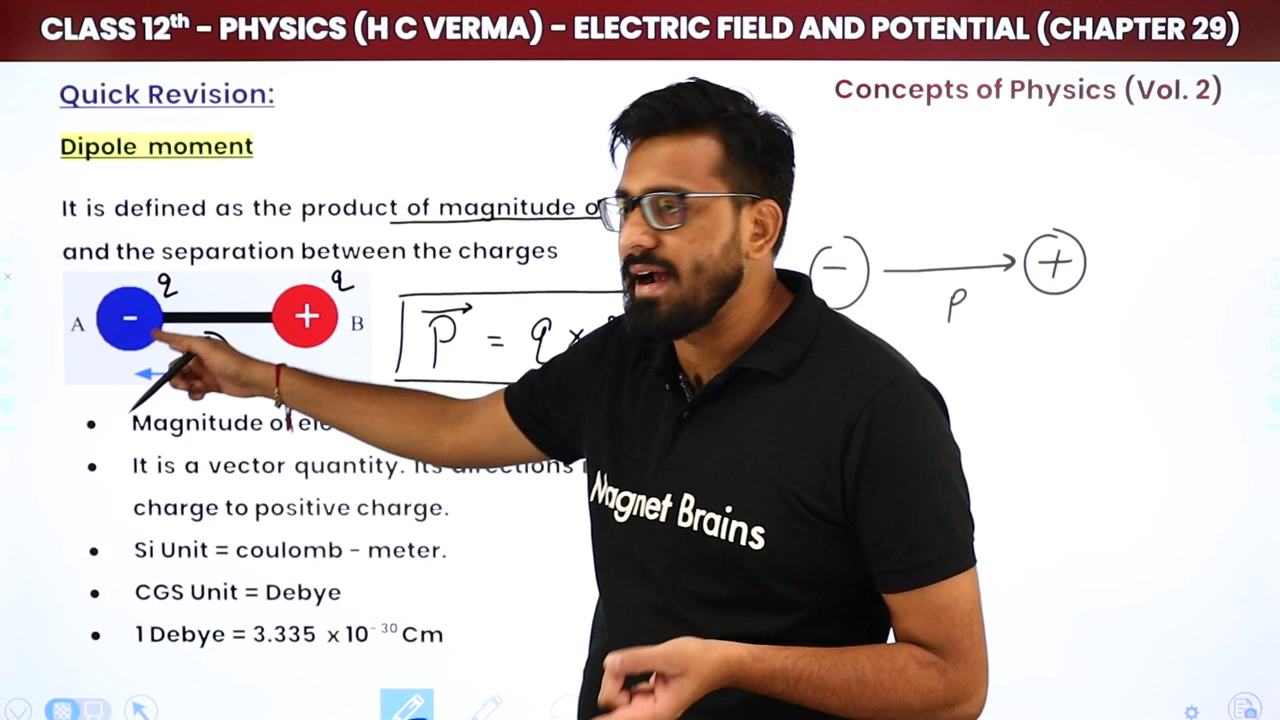 CLASS 12th - PHYSICS (H C VERMA) - ELECTRIC FIELD AND POTENTIAL (CHAPTER 29)
Quick Revision:
Concepts of Physics (Vol. 2)
Dipole moment
It is defined as the product of magnitude
and the separation between the charges
q q
A - + B
P = q ×
- → +
P
• Magnitude of
• It is a vector quantity. Its directions
charge to positive charge.
• Si Unit = coulomb - meter.
• CGS Unit = Debye
• 1 Debye = 3.335 x 10⁻³⁰ Cm
Magnet Brains